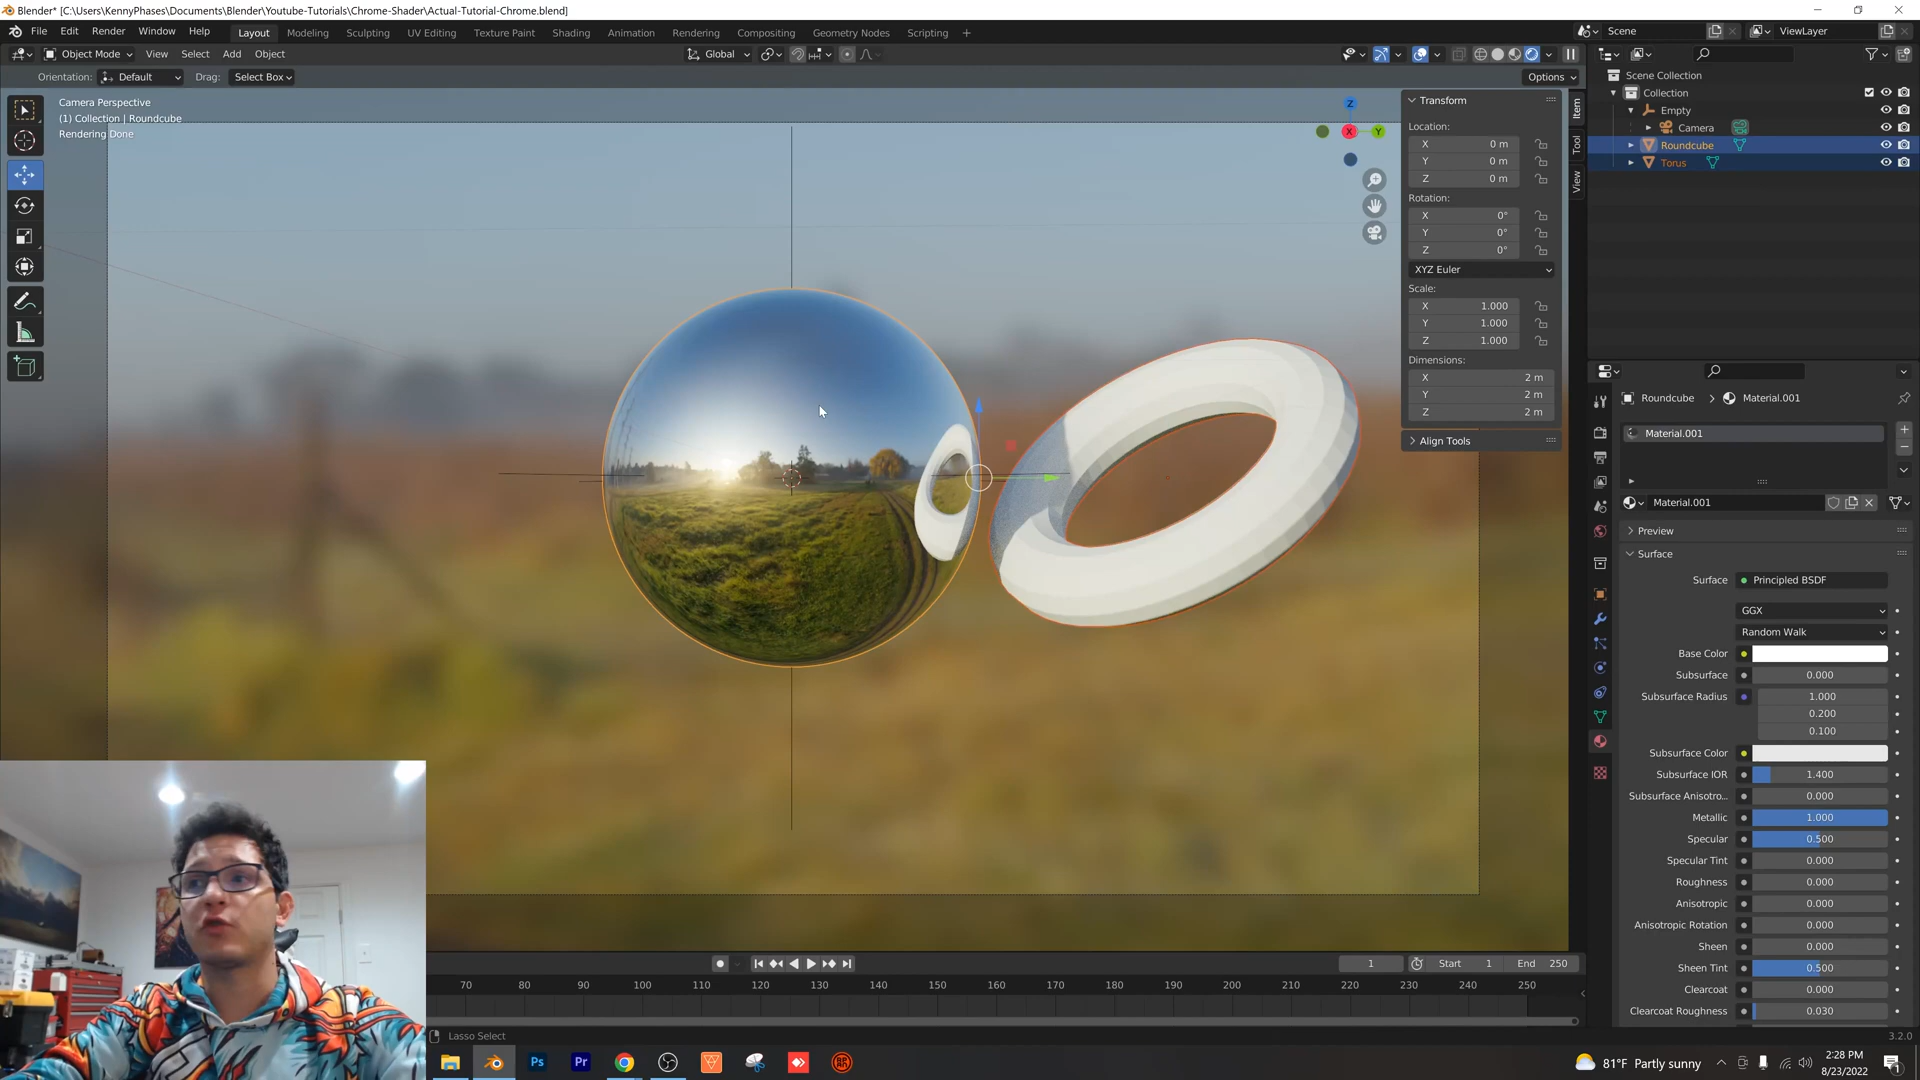 Blender* [C:\Users\KennyPhases\Documents\Blender\Youtube-Tutorials\Chrome-Shader\Actual-Tutorial-Chrome.blend]
File Edit Render Window Help Layout Modeling Sculpting UV Editing Texture Paint Shading Animation Rendering Compositing Geometry Nodes Scripting + Scene ViewLayer
Object Mode View Select Add Object Global
Orientation: Default Drag: Select Box Options
Camera Perspective
(1) Collection | Roundcube
Rendering Done
Z
X
Y
Transform
Location:
X 0 m
Y 0 m
Z 0 m
Rotation:
X 0°
Y 0°
Z 0°
XYZ Euler
Scale:
X 1.000
Y 1.000
Z 1.000
Dimensions:
X 2 m
Y 2 m
Z 2 m
Align Tools
Item
Tool
View
Scene Collection
Collection
Empty
Camera
Roundcube
Torus
Roundcube > Material.001
Material.001
Material.001
Preview
Surface
Surface Principled BSDF
GGX
Random Walk
Base Color
Subsurface 0.000
Subsurface Radius 1.000
0.200
0.100
Subsurface Color
Subsurface IOR 1.400
Subsurface Anisotro... 0.000
Metallic 1.000
Specular 0.500
Specular Tint 0.000
Roughness 0.000
Anisotropic 0.000
Anisotropic Rotation 0.000
Sheen 0.000
Sheen Tint 0.500
Clearcoat 0.000
Clearcoat Roughness 0.030
1 Start 1 End 250
70 80 90 100 110 120 130 140 150 160 170 180 190 200 210 220 230 240 250
Lasso Select
3.2.0
Ps Pr
81°F Partly sunny
2:28 PM
8/23/2022
1